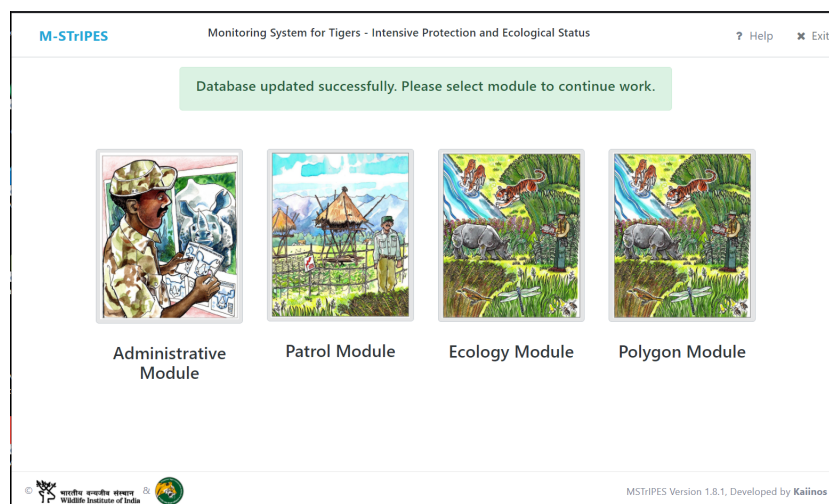 M-STrIPES
Monitoring System for Tigers - Intensive Protection and Ecological Status
? Help
✖ Exit
Database updated successfully. Please select module to continue work.
Administrative
Module
Patrol Module
Ecology Module
Polygon Module
© भारतीय वन्यजीव संस्थान &
Wildlife Institute of India
MSTrIPES Version 1.8.1, Developed by Kaiinos